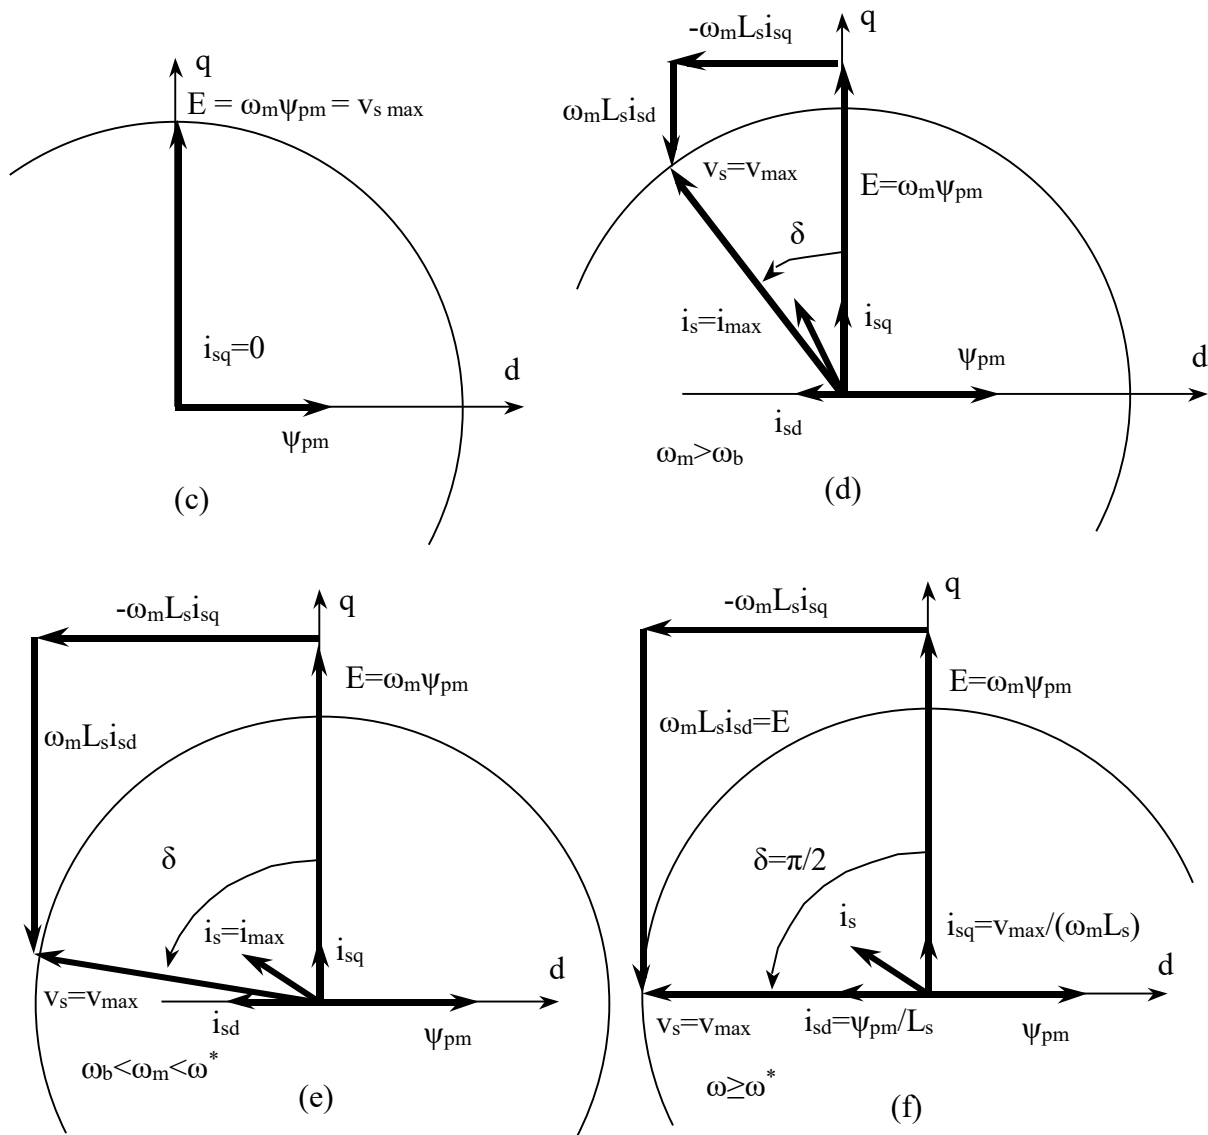 q
E = ωₘψₚₘ = vₛ ₘₐₓ
iₛq=0
d
ψₚₘ
(c)
-ωₘLₛiₛq
q
ωₘLₛiₛd
vₛ=vₘₐₓ
E=ωₘψₚₘ
δ
iₛ=iₘₐₓ
iₛq
ψₚₘ
d
iₛd
ωₘ>ωb
(d)
-ωₘLₛiₛq
q
E=ωₘψₚₘ
ωₘLₛiₛd
δ
iₛ=iₘₐₓ
iₛq
d
vₛ=vₘₐₓ
iₛd
ψₚₘ
ωb<ωₘ<ω*
(e)
-ωₘLₛiₛq
q
E=ωₘψₚₘ
ωₘLₛiₛd=E
δ=π/2
iₛ
iₛq=vₘₐₓ/(ωₘLₛ)
d
vₛ=vₘₐₓ
iₛd=ψₚₘ/Lₛ
ψₚₘ
ω≥ω*
(f)